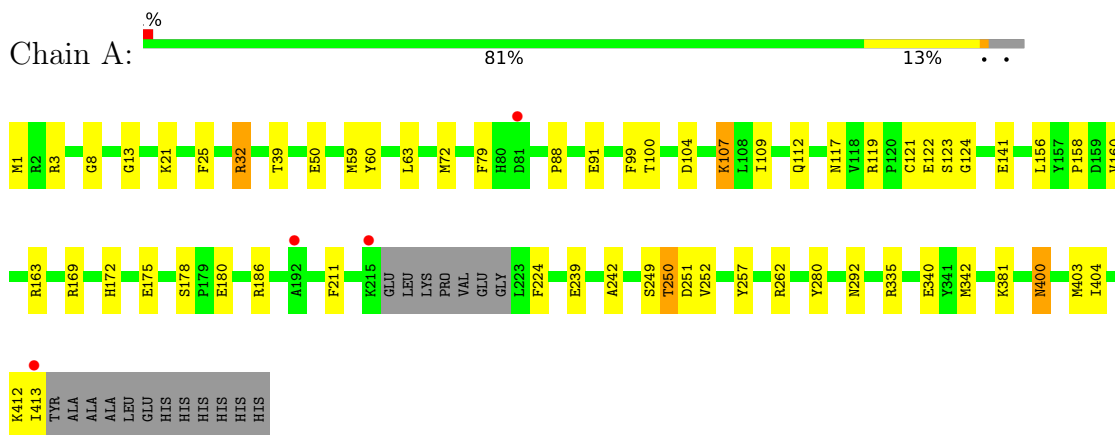 .%
Chain A:
81% 13% . .
M1 R2 R3 G8 G13 K21 F25 R32 T39 E50 M59 Y60 L63 M72 F79 H80 D81 P88 E91 F99 T100 D104 K107 L108 I109 Q112 N117 V118 R119 P120 C121 E122 S123 G124 E141 L156 Y157 P158 D159 V160
R163 R169 H172 E175 S178 P179 E180 R186 A192 F211 K215 GLU LEU LYS PRO VAL GLU GLY L223 F224 E239 A242 S249 T250 D251 V252 Y257 R262 Y280 N292 R335 E340 Y341 M342 K381 N400 M403 I404
K412 I413 TYR ALA ALA ALA LEU GLU HIS HIS HIS HIS HIS HIS